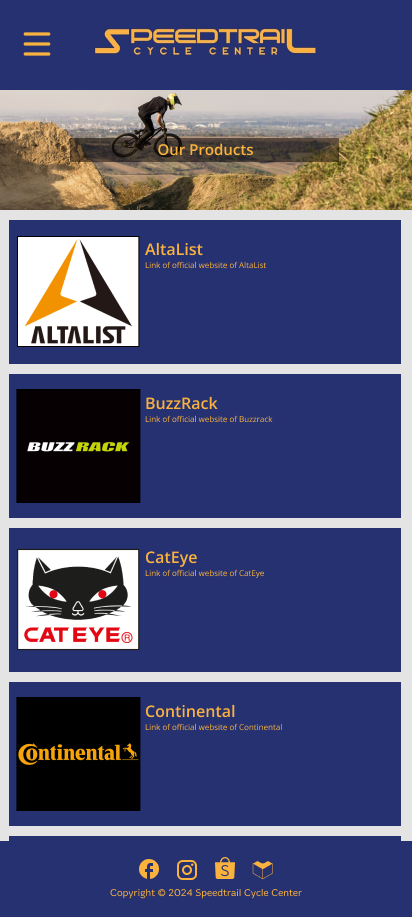 SPEEDTRAIL
CYCLE CENTER
Our Products
AltaList
Link of official website of AltaList
ALTALIST
BuzzRack
Link of official website of Buzzrack
BUZZ RACK
CatEye
Link of official website of CatEye
CAT EYE®
Continental
Link of official website of Continental
Continental
S
Copyright © 2024 Speedtrail Cycle Center